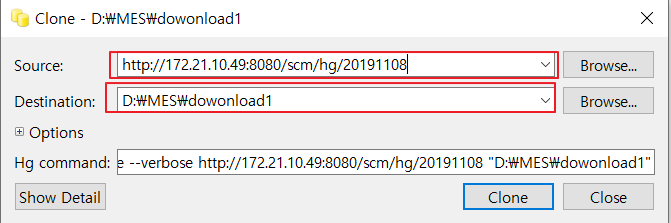 Clone - D:₩MES₩dowonload1
Source: http://172.21.10.49:8080/scm/hg/20191108 Browse...
Destination: D:₩MES₩dowonload1 Browse...
Options
Hg command: e --verbose http://172.21.10.49:8080/scm/hg/20191108 "D:₩MES₩dowonload1"
Show Detail Clone Close